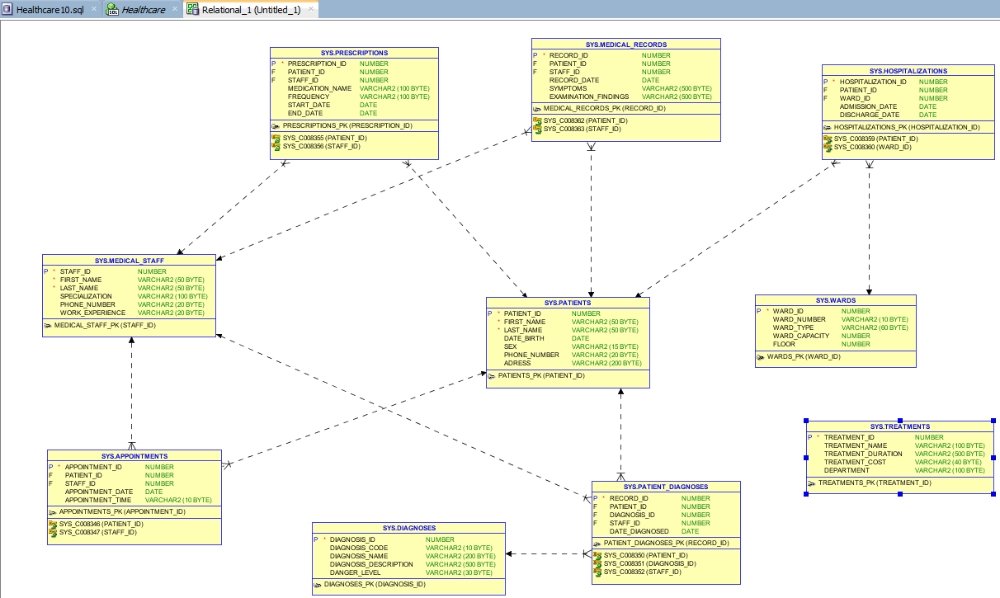 Healthcare10.sql × Healthcare × Relational_1 (Untitled_1) ×
SYS.PRESCRIPTIONS
P * PRESCRIPTION_ID NUMBER
F PATIENT_ID NUMBER
F STAFF_ID NUMBER
MEDICATION_NAME VARCHAR2 (100 BYTE)
FREQUENCY VARCHAR2 (100 BYTE)
START_DATE DATE
END_DATE DATE
PRESCRIPTIONS_PK (PRESCRIPTION_ID)
SYS_C008355 (PATIENT_ID)
SYS_C008356 (STAFF_ID)
SYS.MEDICAL_RECORDS
P * RECORD_ID NUMBER
F PATIENT_ID NUMBER
F STAFF_ID NUMBER
RECORD_DATE DATE
SYMPTOMS VARCHAR2 (500 BYTE)
EXAMINATION_FINDINGS VARCHAR2 (500 BYTE)
MEDICAL_RECORDS_PK (RECORD_ID)
SYS_C008362 (PATIENT_ID)
SYS_C008363 (STAFF_ID)
SYS.HOSPITALIZATIONS
P * HOSPITALIZATION_ID NUMBER
F PATIENT_ID NUMBER
F WARD_ID NUMBER
ADMISSION_DATE DATE
DISCHARGE_DATE DATE
HOSPITALIZATIONS_PK (HOSPITALIZATION_ID)
SYS_C008359 (PATIENT_ID)
SYS_C008360 (WARD_ID)
SYS.MEDICAL_STAFF
P * STAFF_ID NUMBER
* FIRST_NAME VARCHAR2 (50 BYTE)
* LAST_NAME VARCHAR2 (50 BYTE)
SPECIALIZATION VARCHAR2 (100 BYTE)
PHONE_NUMBER VARCHAR2 (20 BYTE)
WORK_EXPERIENCE VARCHAR2 (20 BYTE)
MEDICAL_STAFF_PK (STAFF_ID)
SYS.PATIENTS
P * PATIENT_ID NUMBER
* FIRST_NAME VARCHAR2 (50 BYTE)
* LAST_NAME VARCHAR2 (50 BYTE)
DATE_BIRTH DATE
SEX VARCHAR2 (15 BYTE)
PHONE_NUMBER VARCHAR2 (20 BYTE)
ADRESS VARCHAR2 (200 BYTE)
PATIENTS_PK (PATIENT_ID)
SYS.WARDS
P * WARD_ID NUMBER
WARD_NUMBER VARCHAR2 (10 BYTE)
WARD_TYPE VARCHAR2 (60 BYTE)
WARD_CAPACITY NUMBER
FLOOR NUMBER
WARDS_PK (WARD_ID)
SYS.TREATMENTS
P * TREATMENT_ID NUMBER
TREATMENT_NAME VARCHAR2 (100 BYTE)
TREATMENT_DURATION VARCHAR2 (500 BYTE)
TREATMENT_COST VARCHAR2 (40 BYTE)
DEPARTMENT VARCHAR2 (100 BYTE)
TREATMENTS_PK (TREATMENT_ID)
SYS.APPOINTMENTS
P * APPOINTMENT_ID NUMBER
F PATIENT_ID NUMBER
F STAFF_ID NUMBER
APPOINTMENT_DATE DATE
APPOINTMENT_TIME VARCHAR2 (10 BYTE)
APPOINTMENTS_PK (APPOINTMENT_ID)
SYS_C008346 (PATIENT_ID)
SYS_C008347 (STAFF_ID)
SYS.DIAGNOSES
P * DIAGNOSIS_ID NUMBER
DIAGNOSIS_CODE VARCHAR2 (10 BYTE)
DIAGNOSIS_NAME VARCHAR2 (200 BYTE)
DIAGNOSIS_DESCRIPTION VARCHAR2 (500 BYTE)
DANGER_LEVEL VARCHAR2 (30 BYTE)
DIAGNOSES_PK (DIAGNOSIS_ID)
SYS.PATIENT_DIAGNOSES
P * RECORD_ID NUMBER
F PATIENT_ID NUMBER
F DIAGNOSIS_ID NUMBER
F STAFF_ID NUMBER
DATE_DIAGNOSED DATE
PATIENT_DIAGNOSES_PK (RECORD_ID)
SYS_C008350 (PATIENT_ID)
SYS_C008351 (DIAGNOSIS_ID)
SYS_C008352 (STAFF_ID)